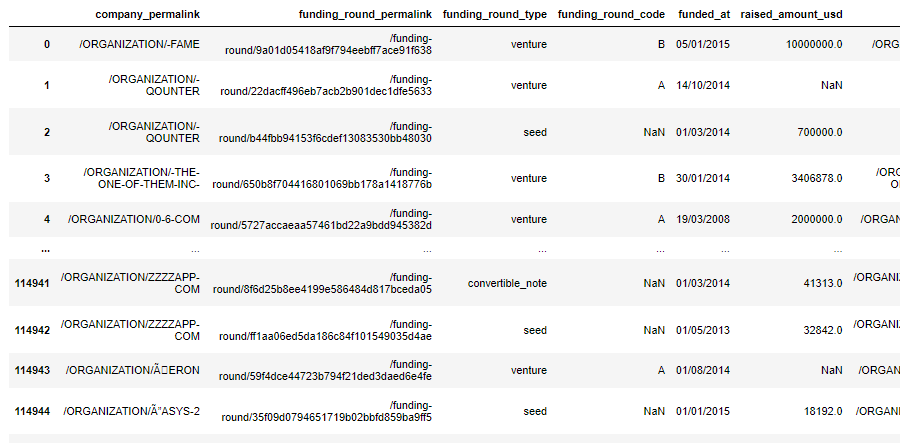 company_permalink funding_round_permalink funding_round_type funding_round_code funded_at raised_amount_usd
0 /ORGANIZATION/-FAME /funding-
round/9a01d05418af9f794eebff7ace91f638 venture B 05/01/2015 10000000.0 /ORG
1 /ORGANIZATION/-
QOUNTER /funding-
round/22dacff496eb7acb2b901dec1dfe5633 venture A 14/10/2014 NaN
2 /ORGANIZATION/-
QOUNTER /funding-
round/b44fbb94153f6cdef13083530bb48030 seed NaN 01/03/2014 700000.0
3 /ORGANIZATION/-THE-
ONE-OF-THEM-INC- /funding-
round/650b8f704416801069bb178a1418776b venture B 30/01/2014 3406878.0 /OR
O
4 /ORGANIZATION/0-6-COM /funding-
round/5727accaeaa57461bd22a9bdd945382d venture A 19/03/2008 2000000.0 /ORGAN
... ... ... ... ... ... ...
114941 /ORGANIZATION/ZZZZAPP-
COM /funding-
round/8f6d25b8ee4199e586484d817bceda05 convertible_note NaN 01/03/2014 41313.0 /ORGANIZ
114942 /ORGANIZATION/ZZZZAPP-
COM /funding-
round/ff1aa06ed5da186c84f101549035d4ae seed NaN 01/05/2013 32842.0 /ORGANIZ
114943 /ORGANIZATION/Ã▯ERON /funding-
round/59f4dce44723b794f21ded3daed6e4fe venture A 01/08/2014 NaN /ORGAN
114944 /ORGANIZATION/Ã”ASYS-2 /funding-
round/35f09d0794651719b02bbfd859ba9ff5 seed NaN 01/01/2015 18192.0 /ORGANI